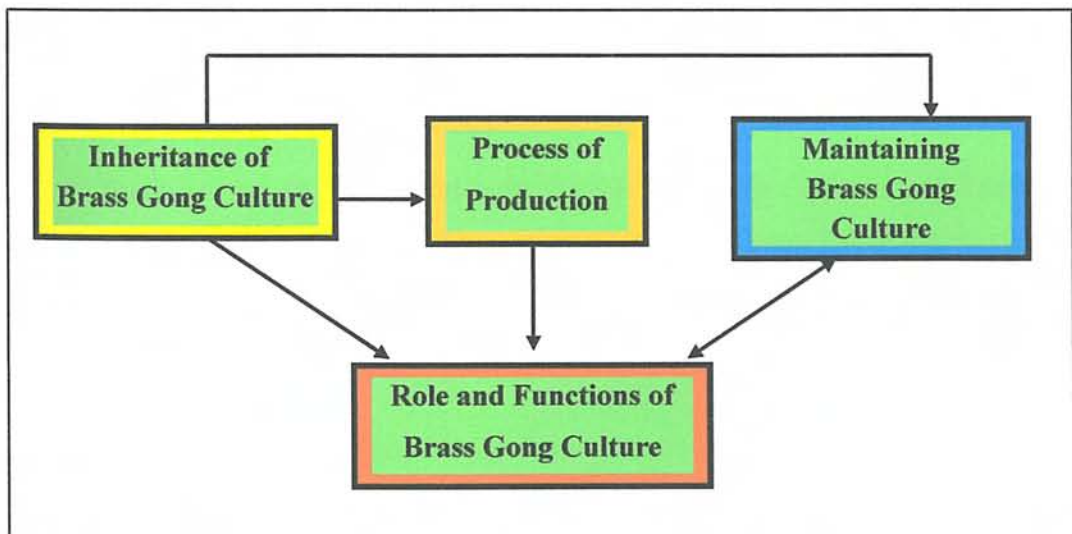 Inheritance of
Brass Gong Culture
Process of
Production
Maintaining
Brass Gong
Culture
Role and Functions of
Brass Gong Culture